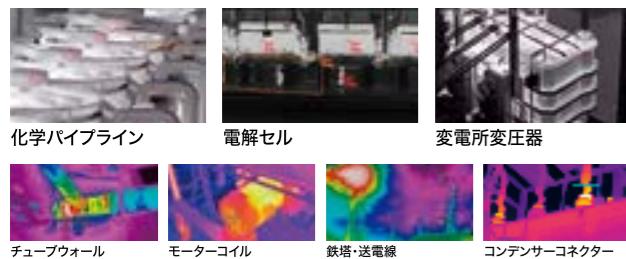 化学パイプライン
電解セル
変電所変圧器
チューブウォール
モーターコイル
鉄塔・送電線
コンデンサーコネクター